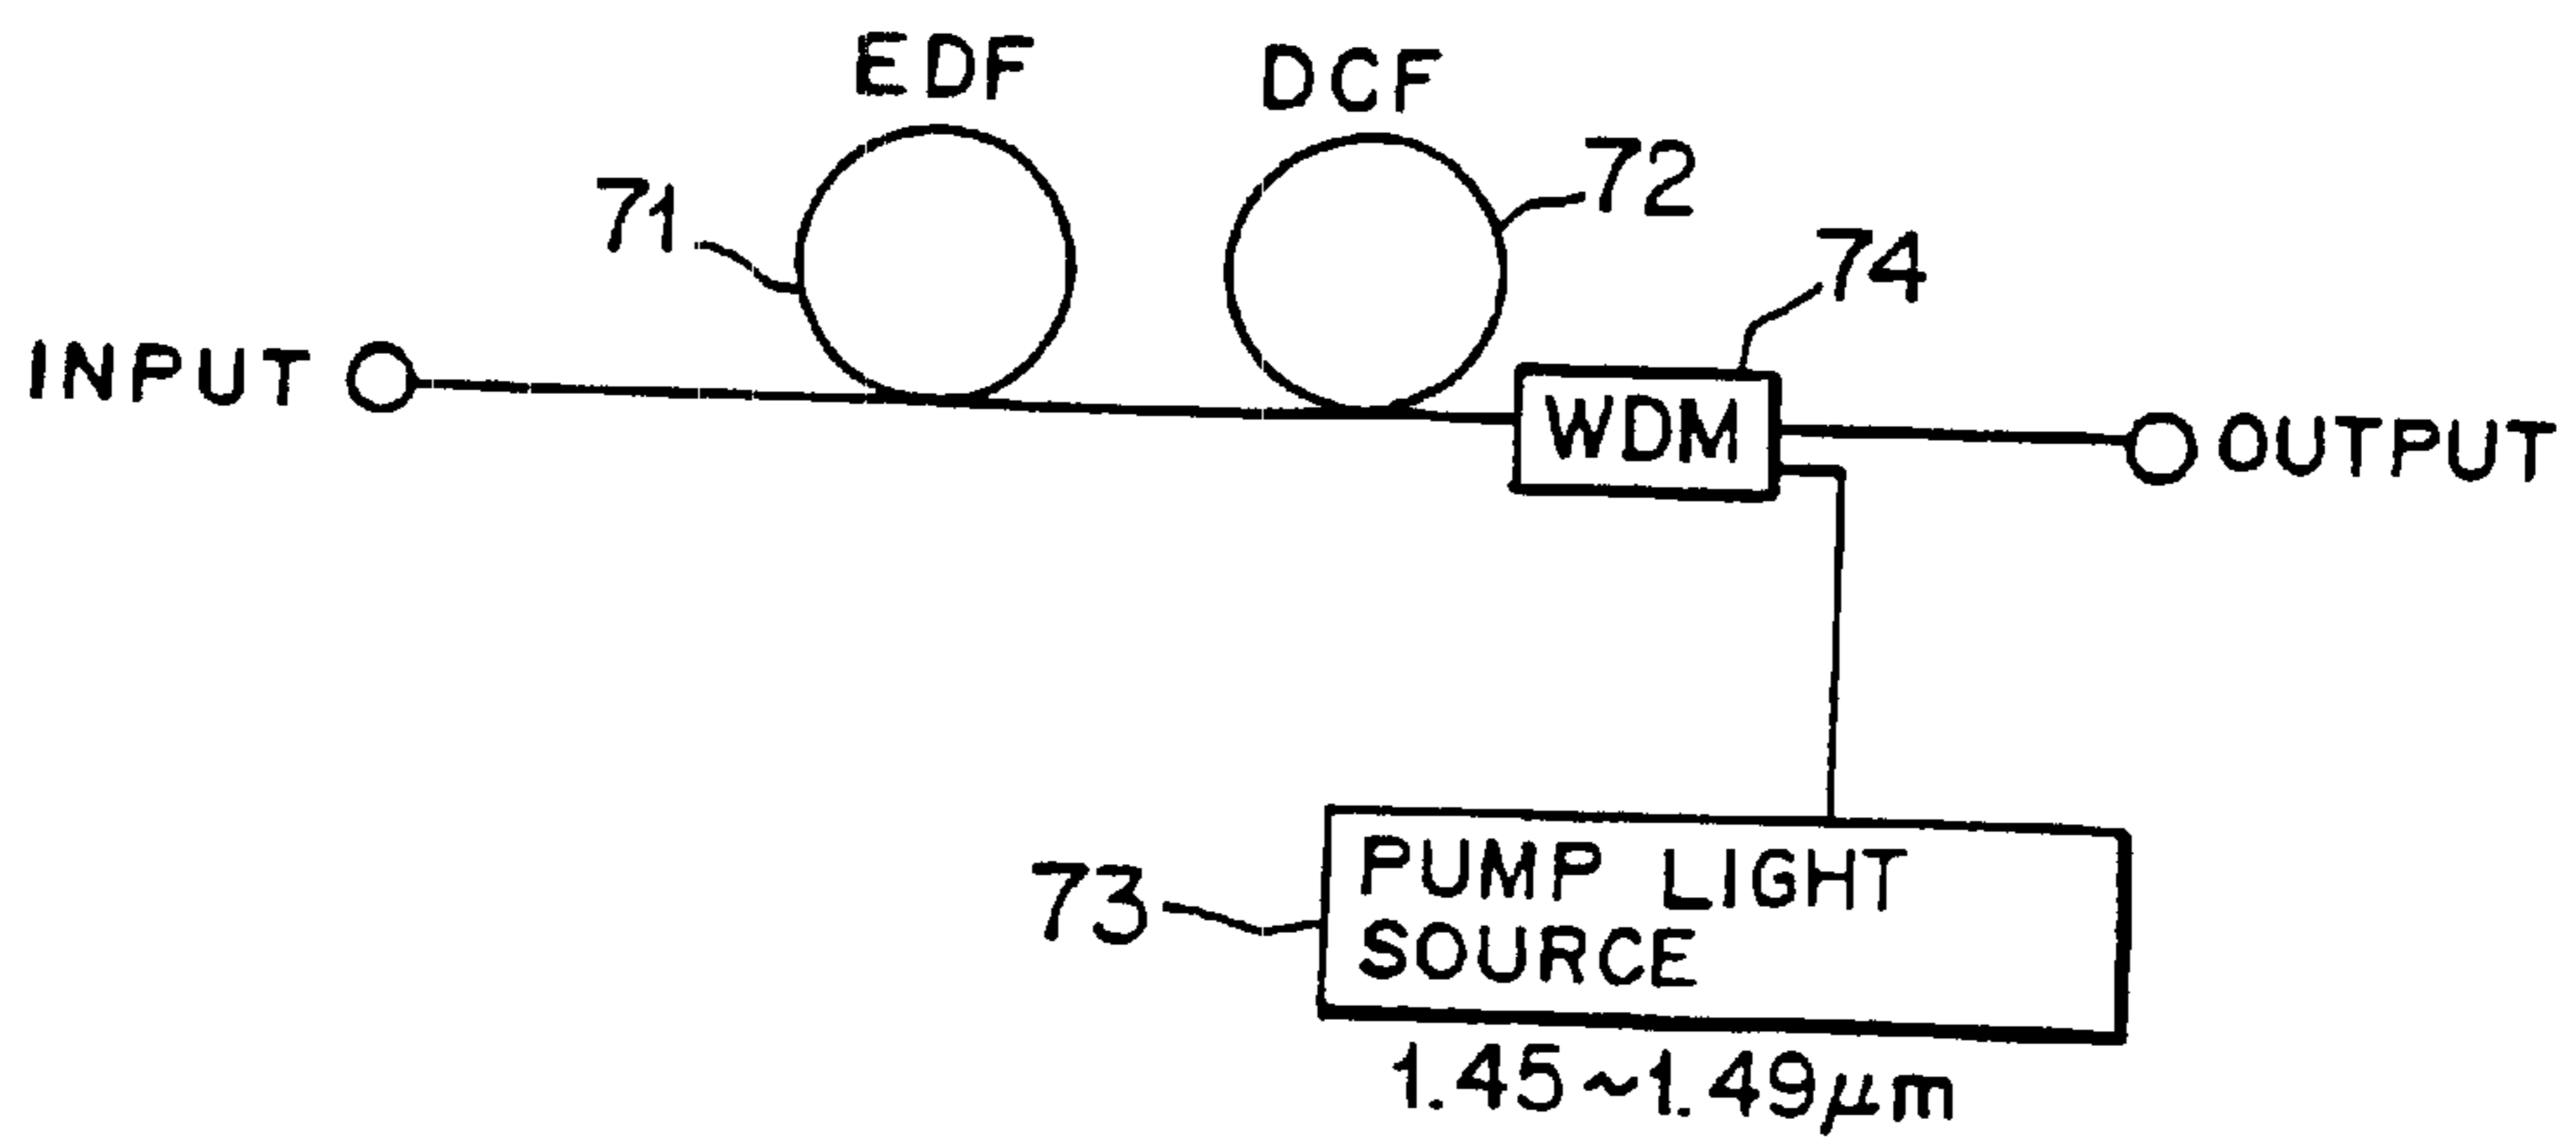 EDF
DCF
71
72
74
INPUT
WDM
OUTPUT
73
PUMP LIGHT
SOURCE
1.45~1.49μm